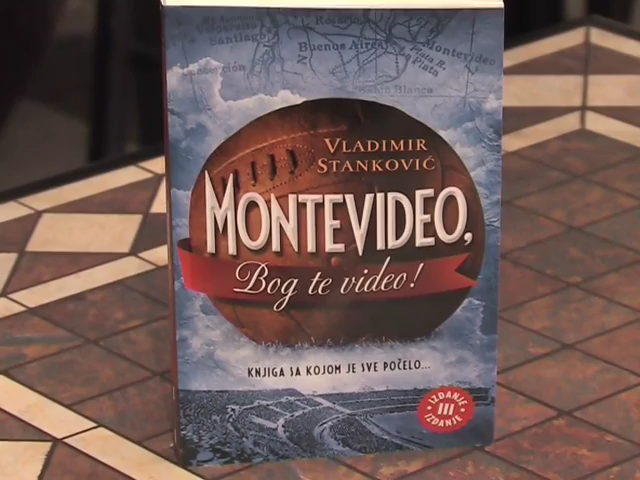 Rosario
Santiago
Buenos Aires
Montevideo
Plata R.
Plata
Bahia Blanca
VLADIMIR
STANKOVIĆ
MONTEVIDEO,
Bog te video!
KNJIGA SA KOJOM JE SVE POČELO...
IZDANJE
III
IZDANJE